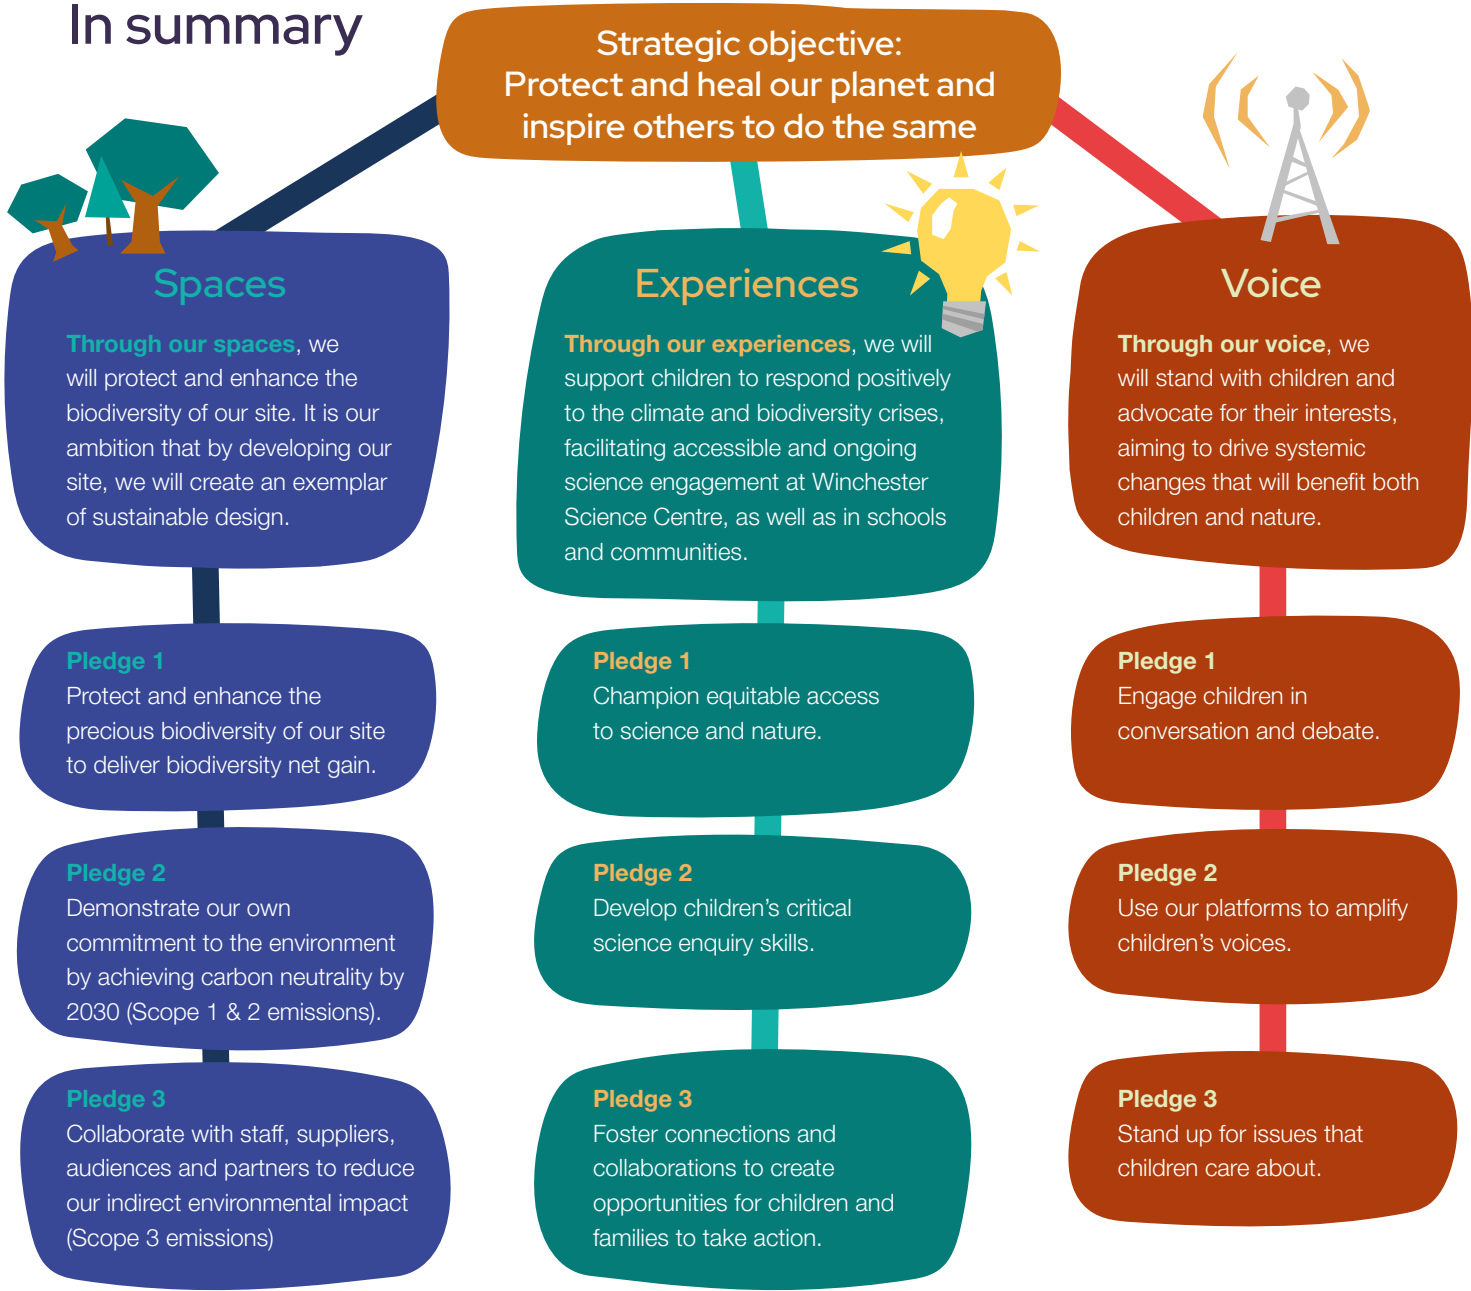 In summary
Strategic objective:
Protect and heal our planet and
inspire others to do the same
Spaces
Through our spaces, we
will protect and enhance the
biodiversity of our site. It is our
ambition that by developing our
site, we will create an exemplar
of sustainable design.
Pledge 1
Protect and enhance the
precious biodiversity of our site
to deliver biodiversity net gain.
Pledge 2
Demonstrate our own
commitment to the environment
by achieving carbon neutrality by
2030 (Scope 1 & 2 emissions).
Pledge 3
Collaborate with staff, suppliers,
audiences and partners to reduce
our indirect environmental impact
(Scope 3 emissions)
Experiences
Through our experiences, we will
support children to respond positively
to the climate and biodiversity crises,
facilitating accessible and ongoing
science engagement at Winchester
Science Centre, as well as in schools
and communities.
Pledge 1
Champion equitable access
to science and nature.
Pledge 2
Develop children’s critical
science enquiry skills.
Pledge 3
Foster connections and
collaborations to create
opportunities for children and
families to take action.
Voice
Through our voice, we
will stand with children and
advocate for their interests,
aiming to drive systemic
changes that will benefit both
children and nature.
Pledge 1
Engage children in
conversation and debate.
Pledge 2
Use our platforms to amplify
children’s voices.
Pledge 3
Stand up for issues that
children care about.